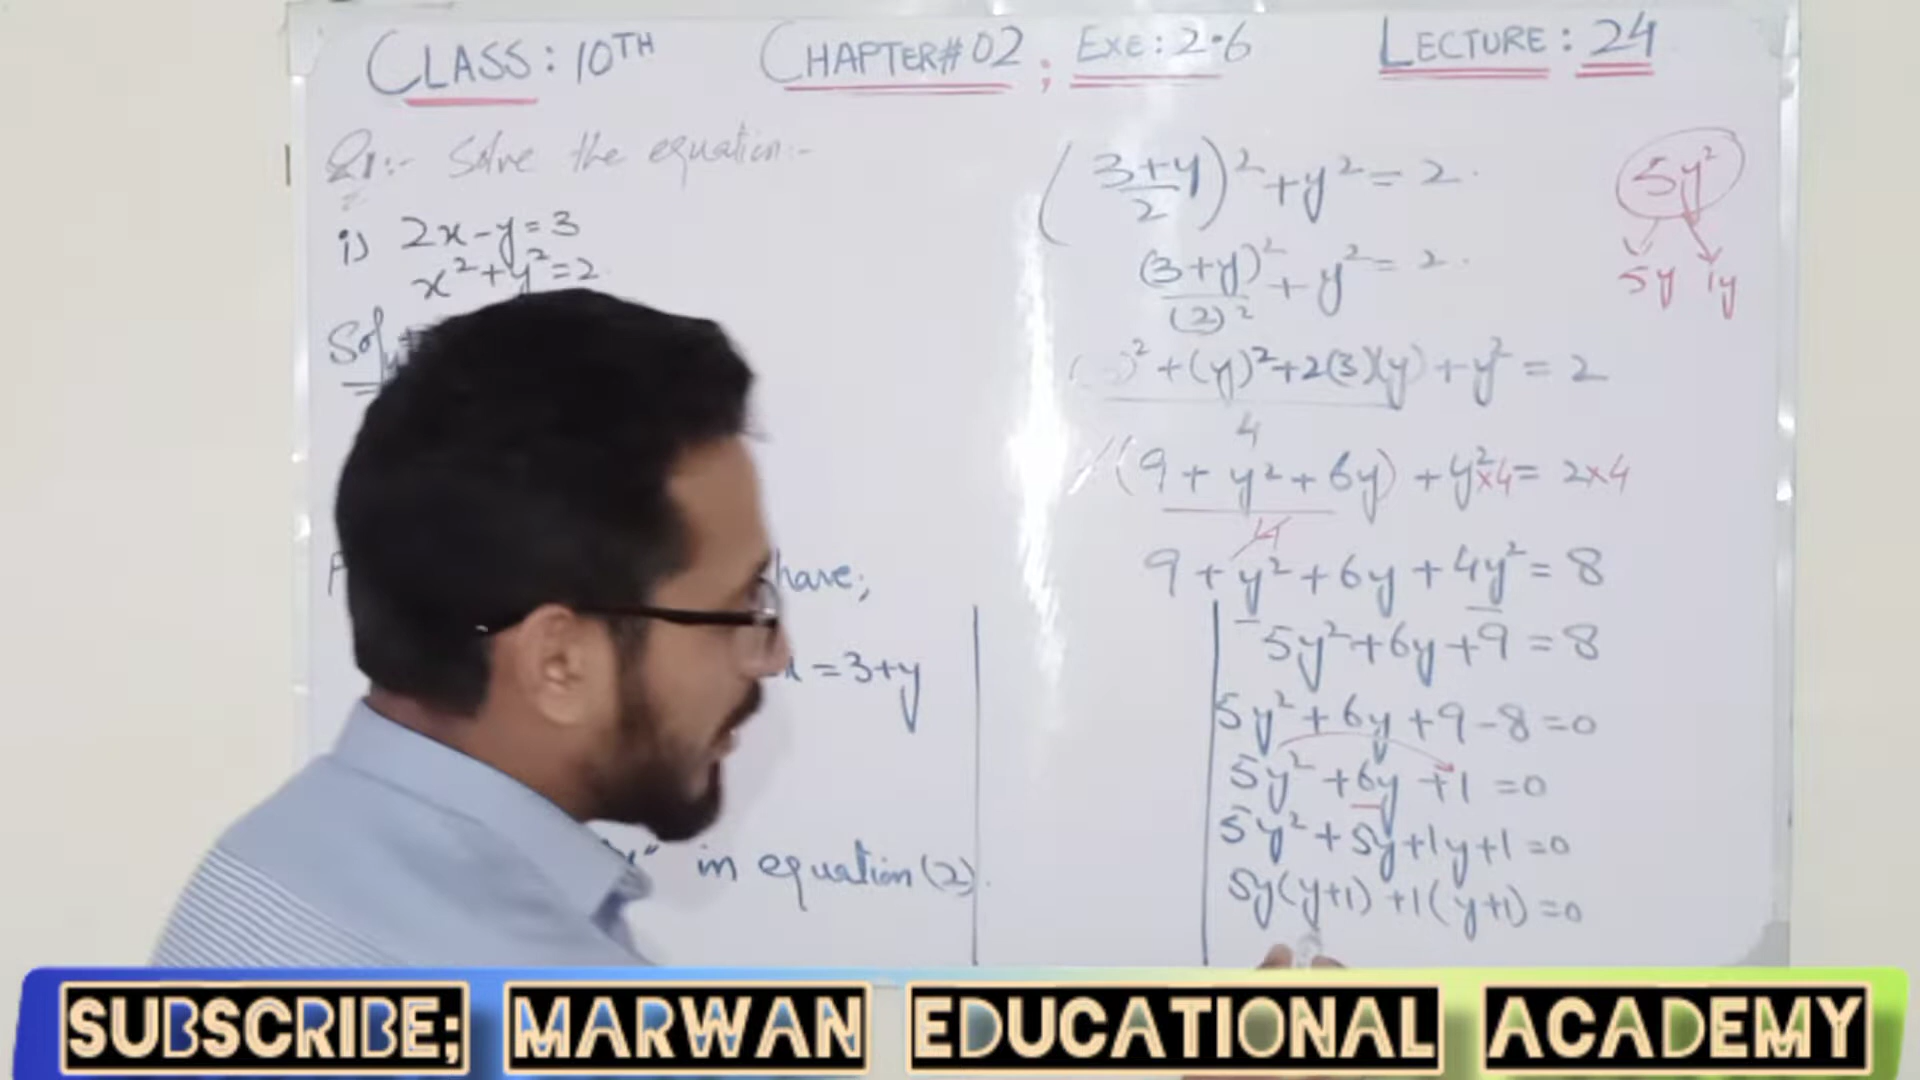 CLASS: 10TH CHAPTER#02; EXE: 2.6 LECTURE: 24
Q1:- Solve the equation:-
i) 2x-y=3
x²+y²=2
Sol
have;
x=3+y
"x" in equation(2).
(3+y/2)²+y²=2
(3+y)²/(2)²+y²=2
)²+(y)²+2(3)(y)/4+y²=2
(9+y²+6y)/4+y²×4=2×4
9+y²+6y+4y²=8
5y²+6y+9=8
5y²+6y+9-8=0
5y²+6y+1=0
5y²+5y+1y+1=0
5y(y+1)+1(y+1)=0
5y²
5y 1y
SUBSCRIBE; MARWAN EDUCATIONAL ACADEMY